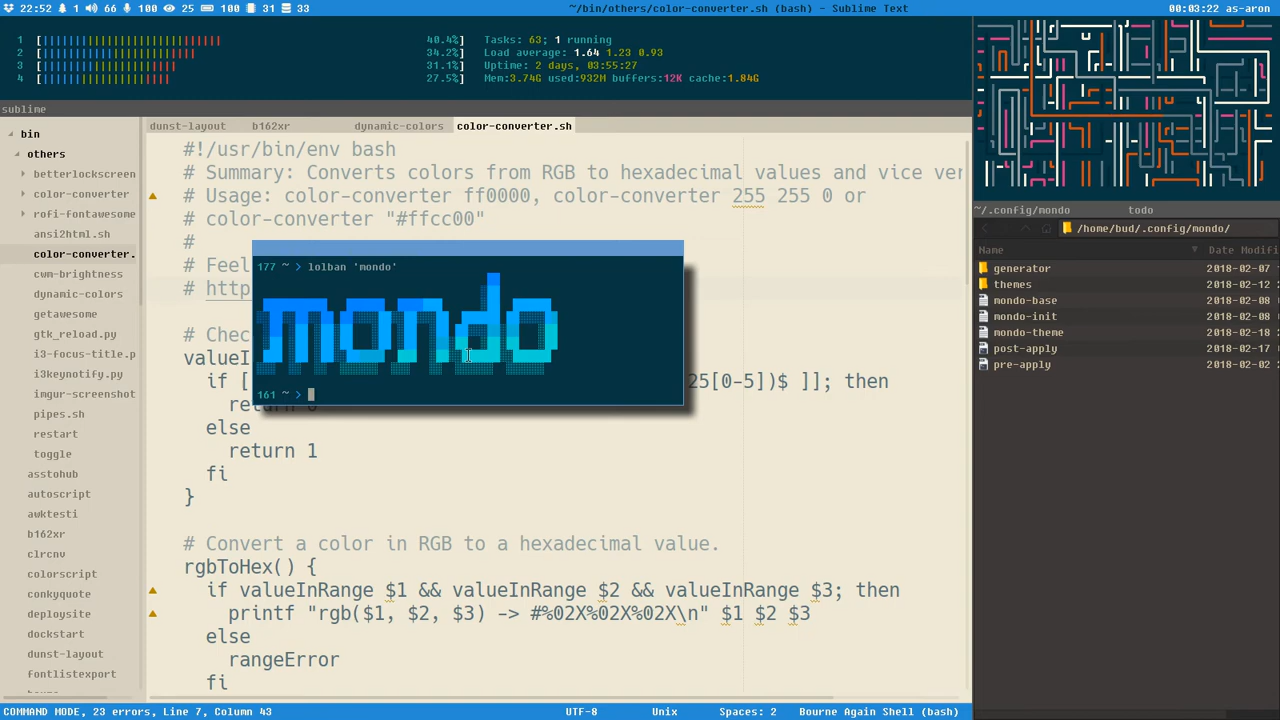 22:52 1 66 100 25 100 31 33
~/bin/others/color-converter.sh (bash) - Sublime Text
00:03:22 as-aron
1 [ 40.4%] Tasks: 63; 1 running
2 [ 34.2%] Load average: 1.64 1.23 0.93
3 [ 31.1%] Uptime: 2 days, 03:55:27
4 [ 27.5%] Mem:3.74G used:932M buffers:12K cache:1.84G
sublime
bin
others
betterlockscreen
color-converter
rofi-fontawesome
ansi2html.sh
color-converter.
cwm-brightness
dynamic-colors
getawesome
gtk_reload.py
i3-focus-title.p
i3keynotify.py
imgur-screenshot
pipes.sh
restart
toggle
asstohub
autoscript
awktesti
b162xr
clrcnv
colorscript
conkyquote
deploysite
dockstart
dunst-layout
fontlistexport
dunst-layout b162xr dynamic-colors color-converter.sh
#!/usr/bin/env bash
# Summary: Converts colors from RGB to hexadecimal values and vice ver
# Usage: color-converter ff0000, color-converter 255 255 0 or
# color-converter "#ffcc00"
#
# Feel
# http
# Chec
valueI
if [ 25[0-5])$ ]]; then
return 0
else
return 1
fi
}
# Convert a color in RGB to a hexadecimal value.
rgbToHex() {
if valueInRange $1 && valueInRange $2 && valueInRange $3; then
printf "rgb($1, $2, $3) -> #%02X%02X%02X\n" $1 $2 $3
else
rangeError
fi
177 ~ > lolban 'mondo'
mondo
161 ~ >
~/.config/mondo todo
/home/bud/.config/mondo/
Name Date Modifi
generator 2018-02-07
themes 2018-02-12
mondo-base 2018-02-08
mondo-init 2018-02-08
mondo-theme 2018-02-08
post-apply 2018-02-17
pre-apply 2018-02-02
COMMAND MODE, 23 errors, Line 7, Column 43 UTF-8 Unix Spaces: 2 Bourne Again Shell (bash)